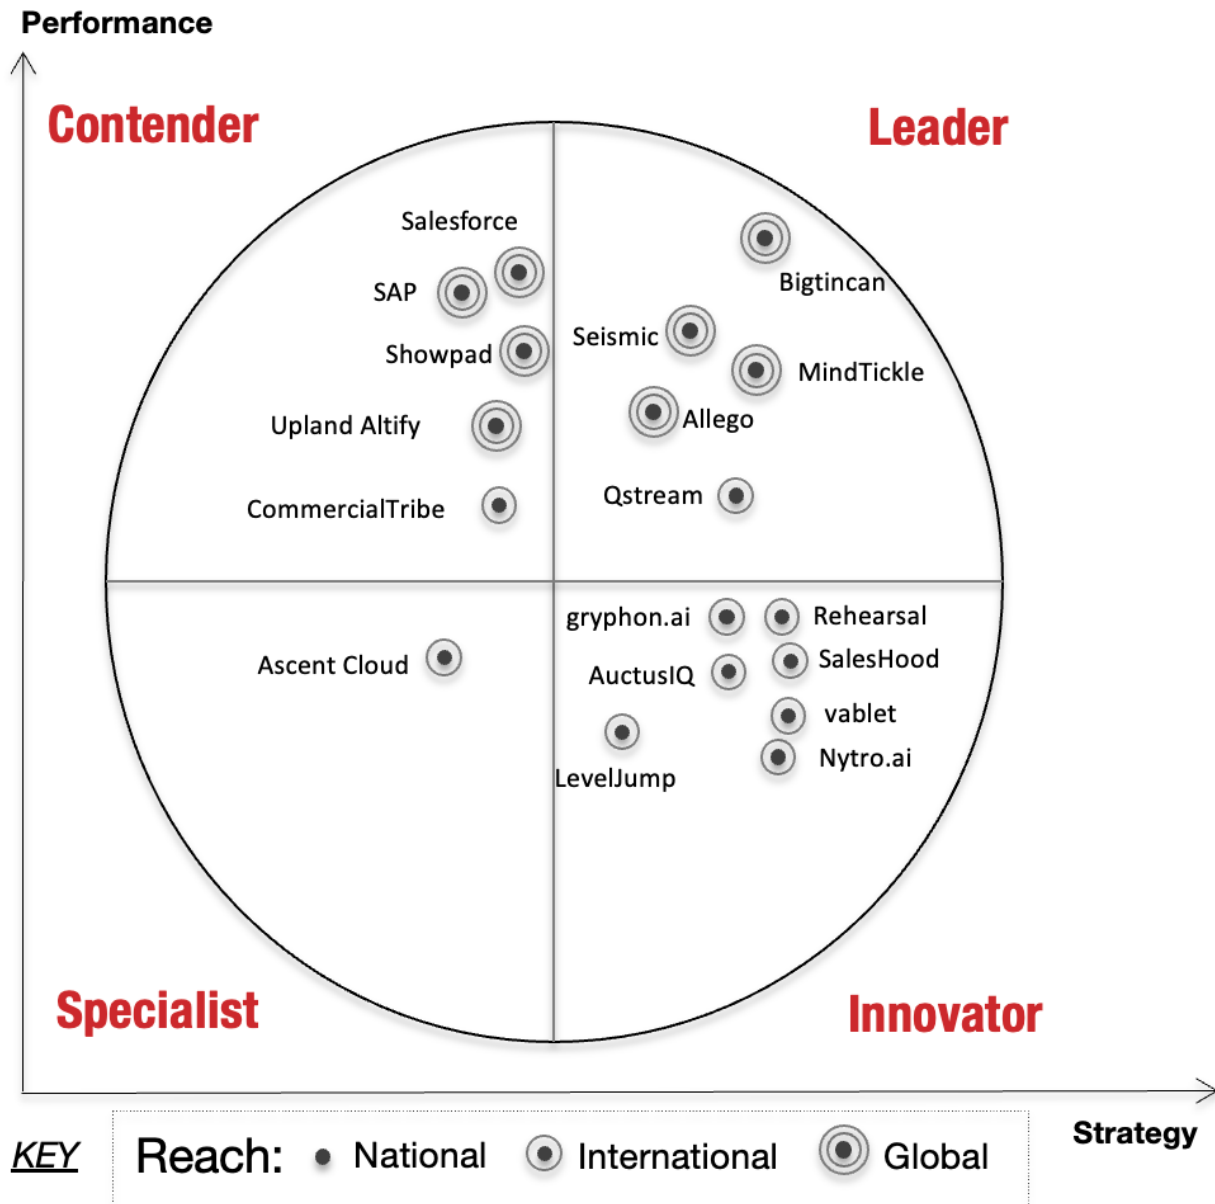 Performance
Contender
Leader
Salesforce
SAP
Bigtincan
Seismic
Showpad
MindTickle
Upland Altify
Allego
Qstream
CommercialTribe
gryphon.ai
Rehearsal
Ascent Cloud
SalesHood
AuctusIQ
vablet
Nytro.ai
LevelJump
Specialist
Innovator
Strategy
KEY
Reach: National International Global